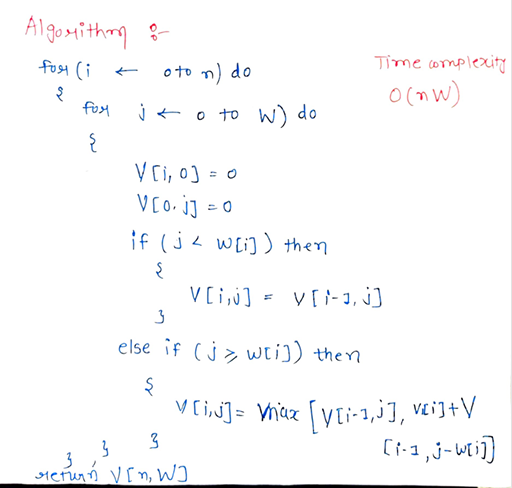 Algorithm :-
for (i ← 0 to n) do
Time complexity
O(nW)
{
for j ← 0 to W) do
{
V[i, 0] = 0
V[0. j] = 0
if (j < W[i]) then
{
V[i,j] = V[i-1, j]
}
else if (j ⩾ W[i]) then
{
V[i,j] = max [V[i-1,j], V[i]+V
[i-1, j-W[i]]
} } }
return V[n, W]